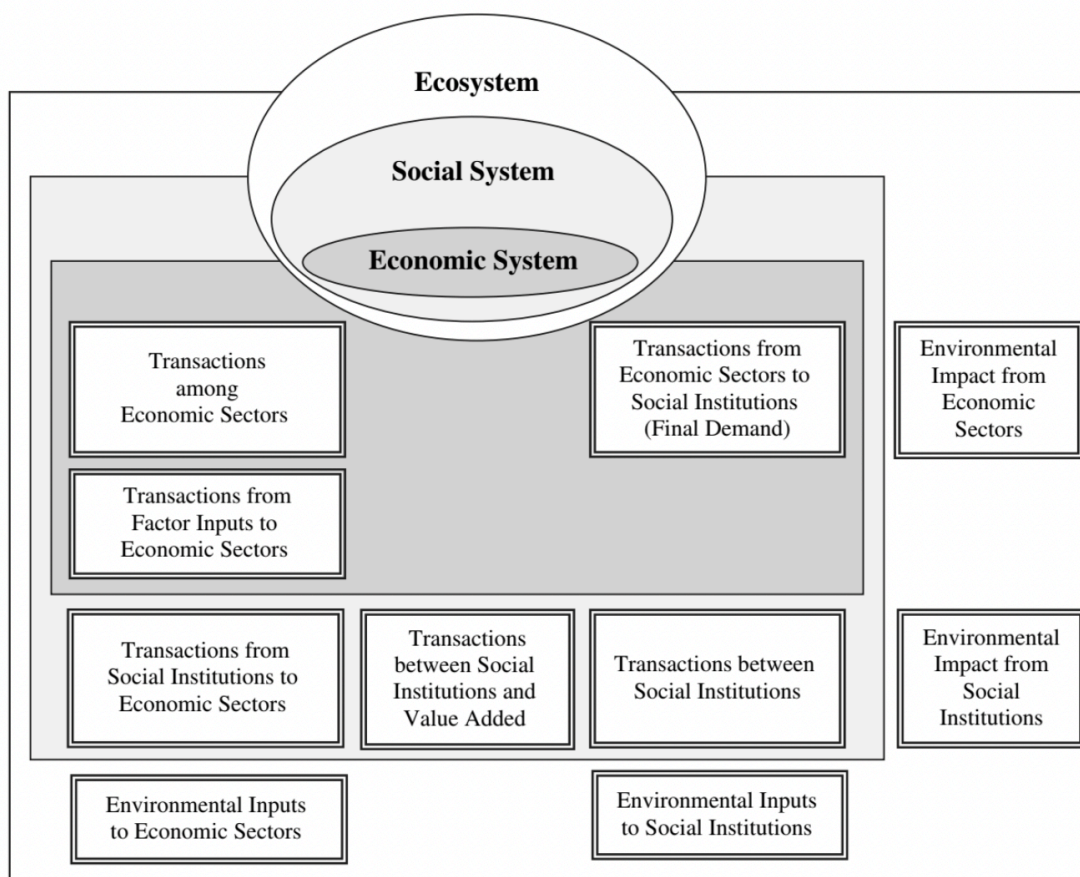 Ecosystem
Social System
Economic System
Transactions
among
Economic Sectors
Transactions from
Economic Sectors to
Social Institutions
(Final Demand)
Environmental
Impact from
Economic
Sectors
Transactions from
Factor Inputs to
Economic Sectors
Transactions from
Social Institutions to
Economic Sectors
Transactions
between Social
Institutions and
Value Added
Transactions between
Social Institutions
Environmental
Impact from
Social
Institutions
Environmental Inputs
to Economic Sectors
Environmental Inputs
to Social Institutions